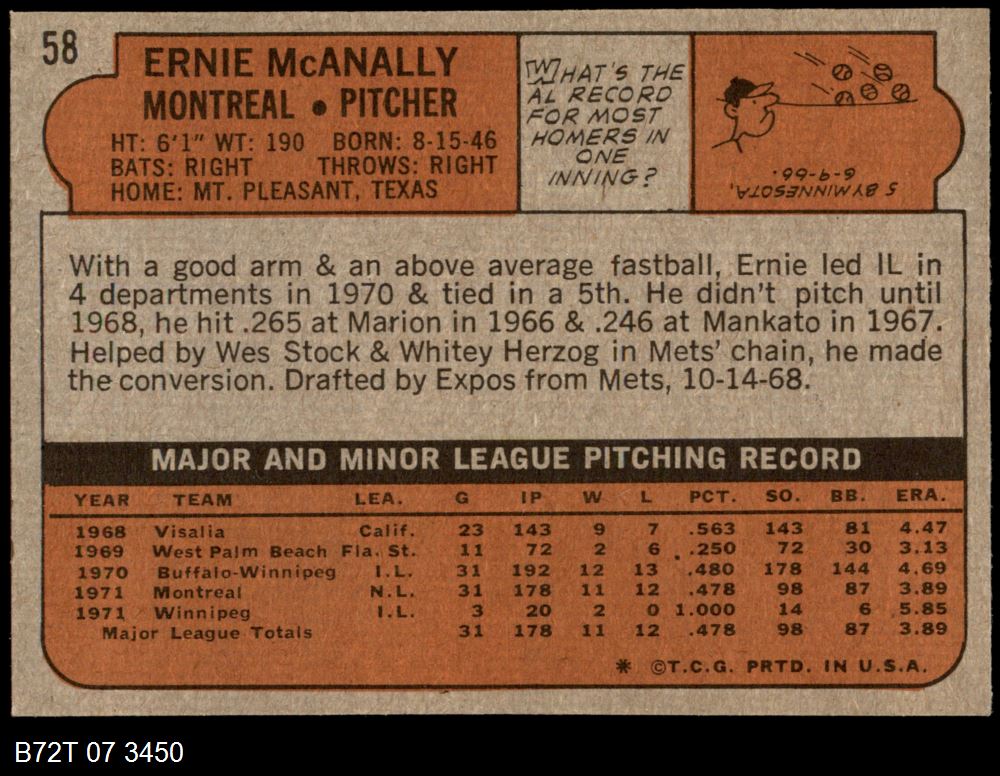 58
ERNIE McANALLY
MONTREAL • PITCHER
HT: 6'1" WT: 190 BORN: 8-15-46
BATS: RIGHT THROWS: RIGHT
HOME: MT. PLEASANT, TEXAS
WHAT'S THE
AL RECORD
FOR MOST
HOMERS IN
ONE
INNING?
5 BY MINNESOTA,
6-9-66.
With a good arm & an above average fastball, Ernie led IL in
4 departments in 1970 & tied in a 5th. He didn't pitch until
1968, he hit .265 at Marion in 1966 & .246 at Mankato in 1967.
Helped by Wes Stock & Whitey Herzog in Mets' chain, he made
the conversion. Drafted by Expos from Mets, 10-14-68.
MAJOR AND MINOR LEAGUE PITCHING RECORD
YEAR TEAM LEA. G IP W L PCT. SO. BB. ERA.
1968 Visalia Calif. 23 143 9 7 .563 143 81 4.47
1969 West Palm Beach Fla. St. 11 72 2 6 .250 72 30 3.13
1970 Buffalo-Winnipeg I.L. 31 192 12 13 .480 178 144 4.69
1971 Montreal N.L. 31 178 11 12 .478 98 87 3.89
1971 Winnipeg I.L. 3 20 2 0 1.000 14 6 5.85
Major League Totals 31 178 11 12 .478 98 87 3.89
* ©T.C.G. PRTD. IN U.S.A.
B72T 07 3450